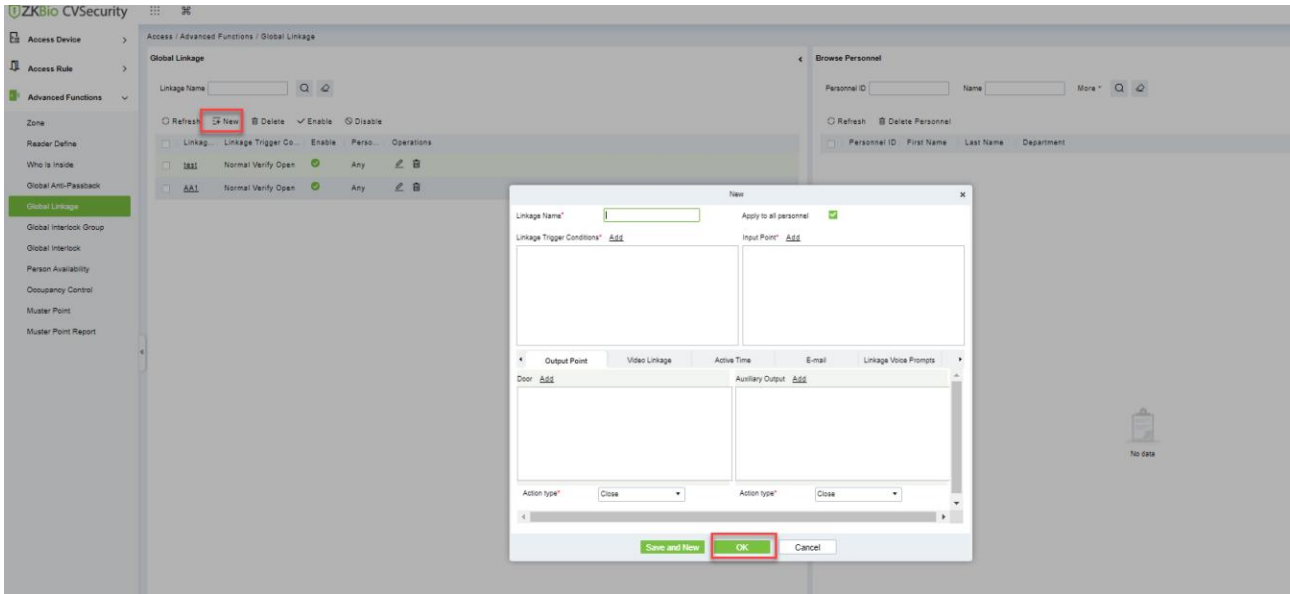 ZKBio CVSecurity
Access Device
Access Rule
Advanced Functions
Zone
Reader Define
Who Is Inside
Global Anti-Passback
Global Linkage
Global Interlock Group
Global Interlock
Person Availability
Occupancy Control
Muster Point
Muster Point Report
Access / Advanced Functions / Global Linkage
Global Linkage
Linkage Name
Refresh New Delete Enable Disable
Linkag... Linkage Trigger Co... Enable Perso... Operations
test Normal Verify Open Any
AA1 Normal Verify Open Any
Browse Personnel
Personnel ID Name More
Refresh Delete Personnel
Personnel ID First Name Last Name Department
No data
New
Linkage Name* Apply to all personnel
Linkage Trigger Conditions* Add Input Point* Add
Output Point Video Linkage Active Time E-mail Linkage Voice Prompts
Door Add Auxiliary Output Add
Action type* Close Action type* Close
Save and New OK Cancel